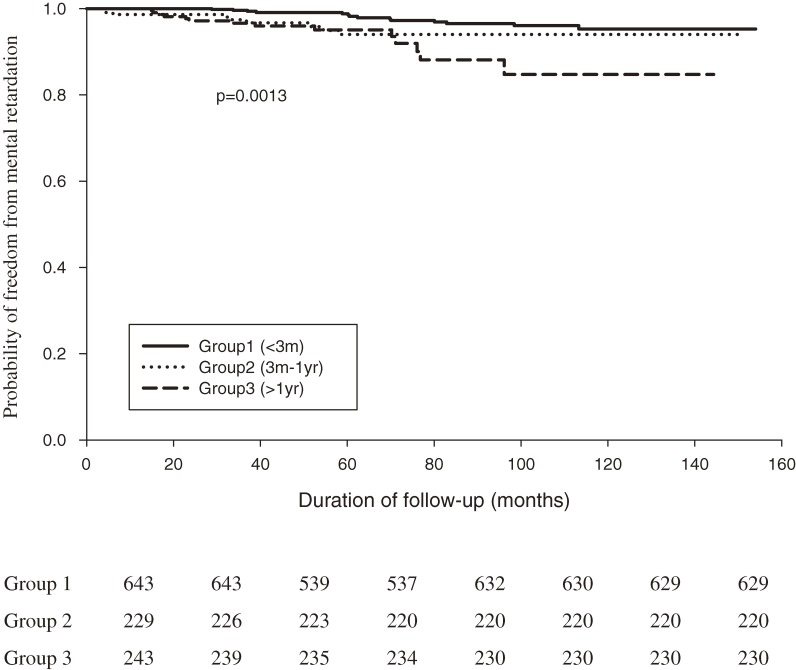 Probability of freedom from mental retardation
1.0
0.8
0.6
0.4
0.2
0.0
p=0.0013
Group1 (<3m)
Group2 (3m-1yr)
Group3 (>1yr)
0 20 40 60 80 100 120 140 160
Duration of follow-up (months)
Group 1 643 643 539 537 632 630 629 629
Group 2 229 226 223 220 220 220 220 220
Group 3 243 239 235 234 230 230 230 230